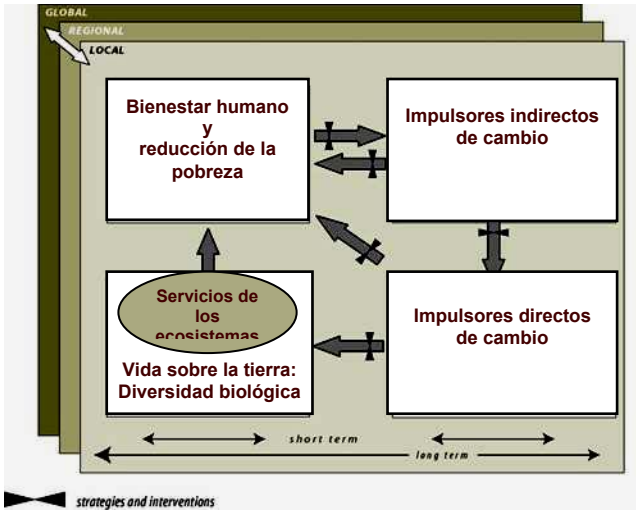 GLOBAL
REGIONAL
LOCAL
Bienestar humano
y
reducción de la
pobreza
Impulsores indirectos
de cambio
Servicios de
los
ecosistemas
Vida sobre la tierra:
Diversidad biológica
Impulsores directos
de cambio
short term
long term
strategies and interventions